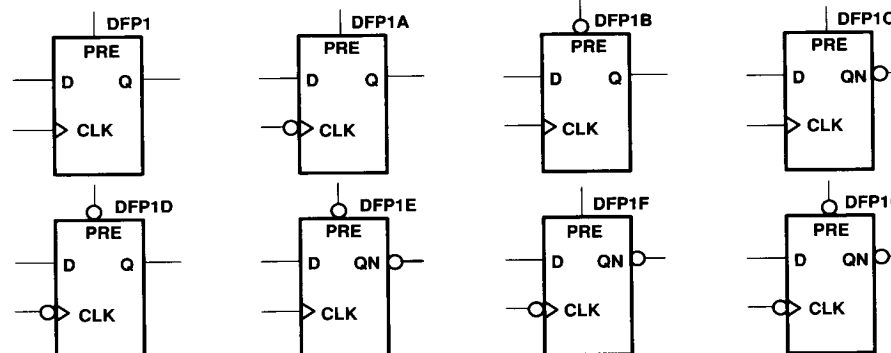 DFP1
PRE
D Q
CLK
DFP1A
PRE
D Q
CLK
DFP1B
PRE
D Q
CLK
DFP1C
PRE
D QN
CLK
DFP1D
PRE
D Q
CLK
DFP1E
PRE
D QN
CLK
DFP1F
PRE
D QN
CLK
PRE
D QN
CLK